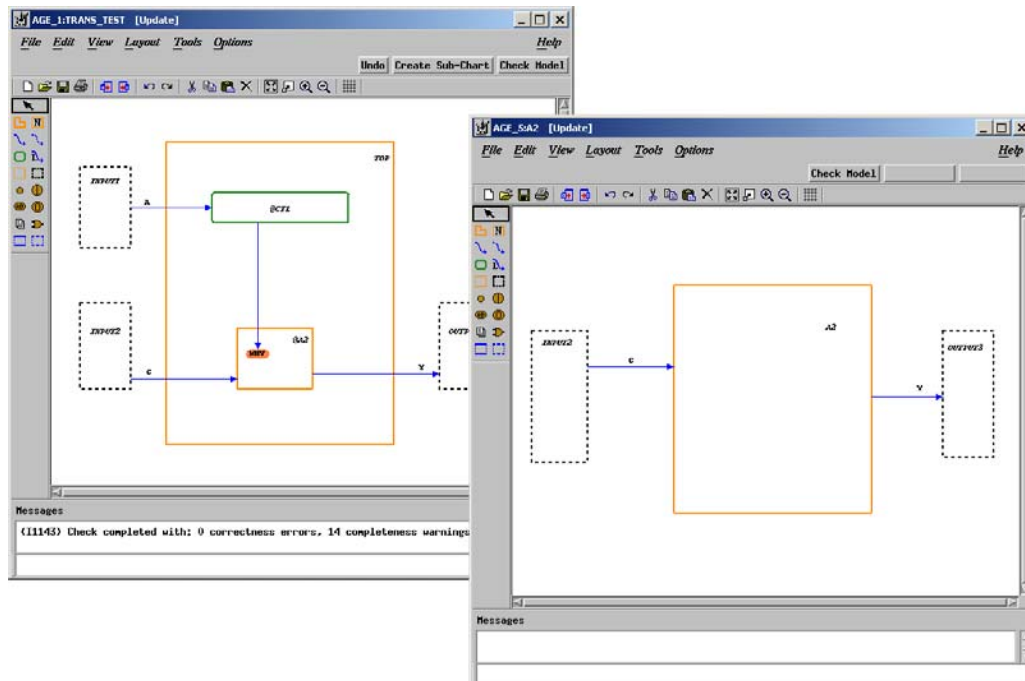 AGE_1:TRANS_TEST [Update]
File Edit View Layout Tools Options Help
Undo Create Sub-Chart Check Model
TOP
INPUT1
A
@CTL
INPUT2
@A2
C
Y
Messages
(I1143) Check completed with: 0 correctness errors, 14 completeness warnings
AGE_5:A2 [Update]
File Edit View Layout Tools Options Help
Check Model
A2
INPUT2
C
OUTPUT3
Y
Messages